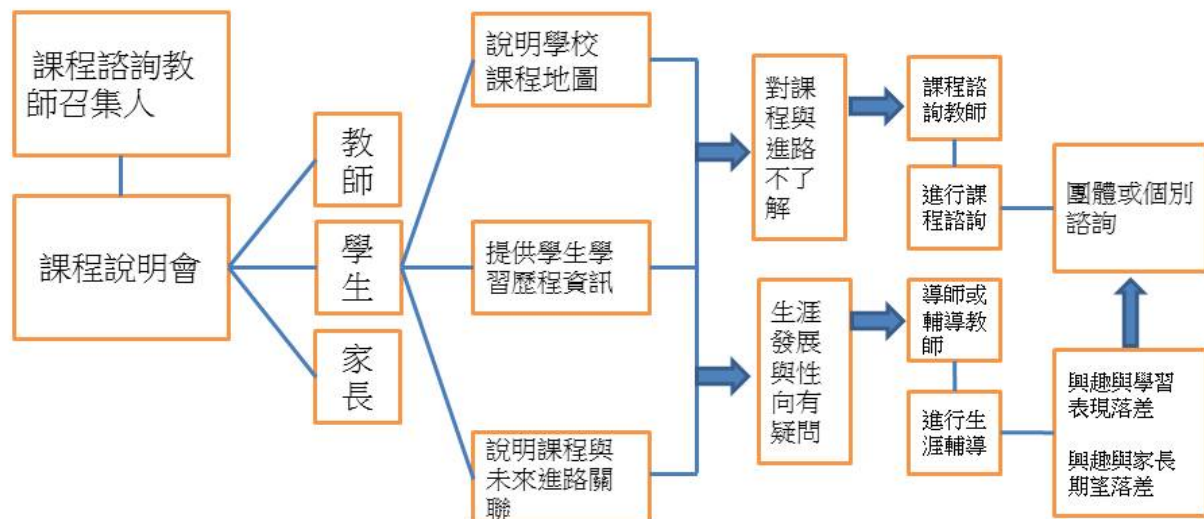 課程諮詢教
師召集人
課程說明會
教
師
學
生
家
長
說明學校
課程地圖
提供學生學
習歷程資訊
說明課程與
未來進路關
聯
對課
程與
進路
不了
解
生涯
發展
與性
向有
疑問
課程諮
詢教師
進行課
程諮詢
導師或
輔導教
師
進行生
涯輔導
團體或個別
諮詢
興趣與學習
表現落差
興趣與家長
期望落差